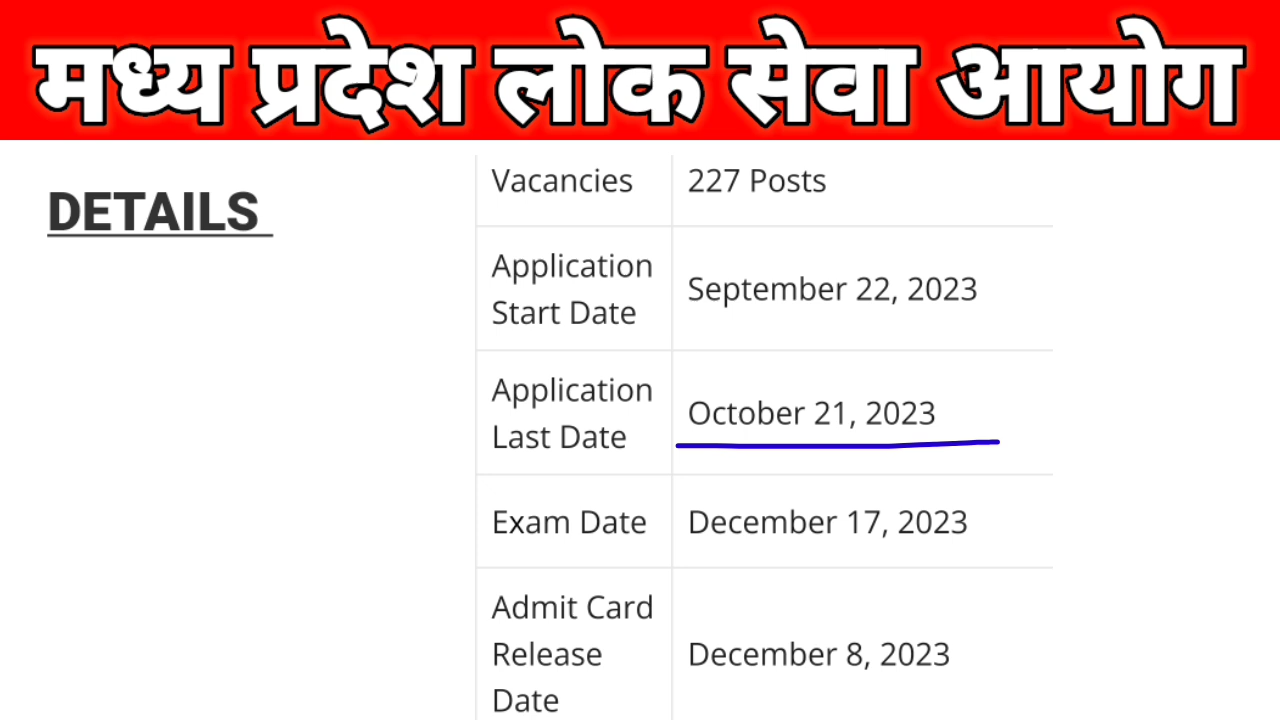 मध्य प्रदेश लोक सेवा आयोग
DETAILS
Vacancies 227 Posts
Application
Start Date
September 22, 2023
Application
Last Date
October 21, 2023
Exam Date December 17, 2023
Admit Card
Release
Date
December 8, 2023